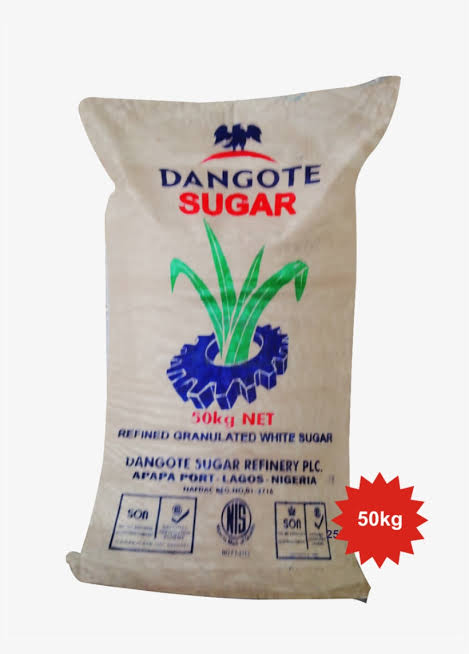 DANGOTE
SUGAR
50kg NET
REFINED GRANULATED WHITE SUGAR
DANGOTE SUGAR REFINERY PLC.
APAPA PORT - LAGOS - NIGERIA
SON
NIS
SON
25
50kg